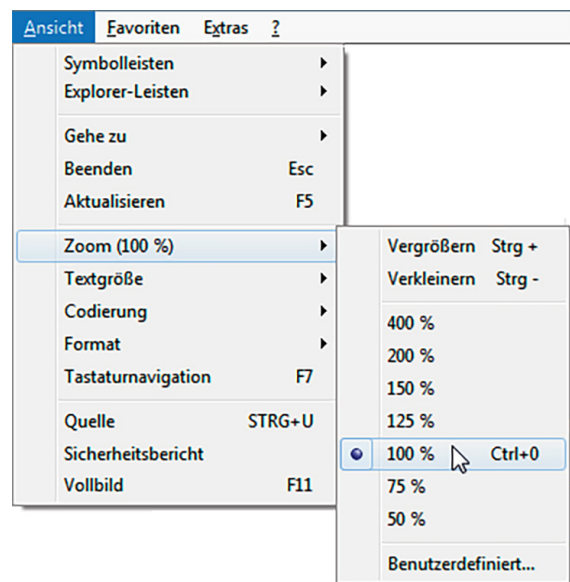 Ansicht Favoriten Extras ?
Symbolleisten
Explorer-Leisten
Gehe zu
Beenden Esc
Aktualisieren F5
Zoom (100 %)
Textgröße
Codierung
Format
Tastaturnavigation F7
Quelle STRG+U
Sicherheitsbericht
Vollbild F11
Vergrößern Strg +
Verkleinern Strg -
400 %
200 %
150 %
125 %
100 % Ctrl+0
75 %
50 %
Benutzerdefiniert...